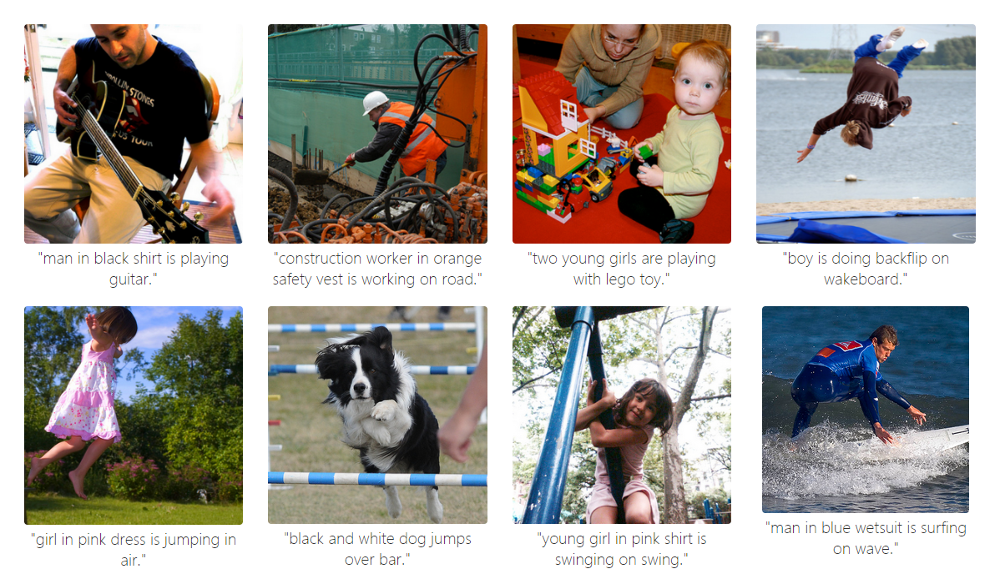 "man in black shirt is playing
guitar."
"construction worker in orange
safety vest is working on road."
"two young girls are playing
with lego toy."
"boy is doing backflip on
wakeboard."
"girl in pink dress is jumping in
air."
"black and white dog jumps
over bar."
"young girl in pink shirt is
swinging on swing."
"man in blue wetsuit is surfing
on wave."